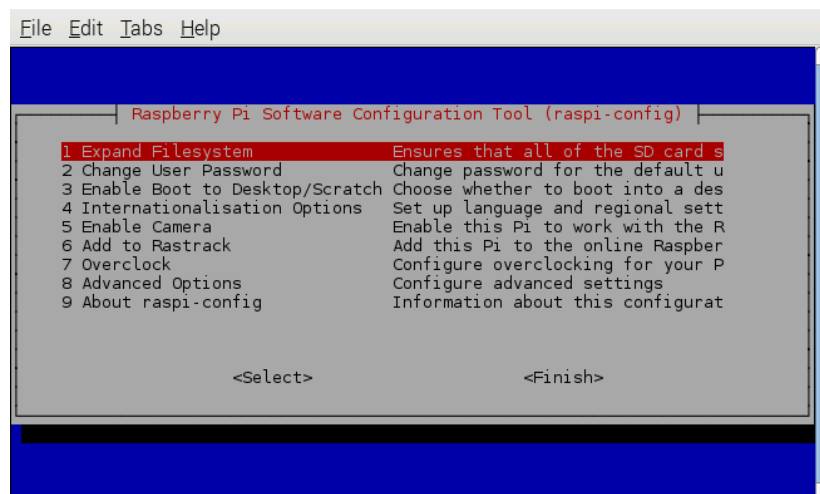 File Edit Tabs Help
Raspberry Pi Software Configuration Tool (raspi-config)
1 Expand Filesystem Ensures that all of the SD card s
2 Change User Password Change password for the default u
3 Enable Boot to Desktop/Scratch Choose whether to boot into a des
4 Internationalisation Options Set up language and regional sett
5 Enable Camera Enable this Pi to work with the R
6 Add to Rastrack Add this Pi to the online Raspber
7 Overclock Configure overclocking for your P
8 Advanced Options Configure advanced settings
9 About raspi-config Information about this configurat
<Select> <Finish>